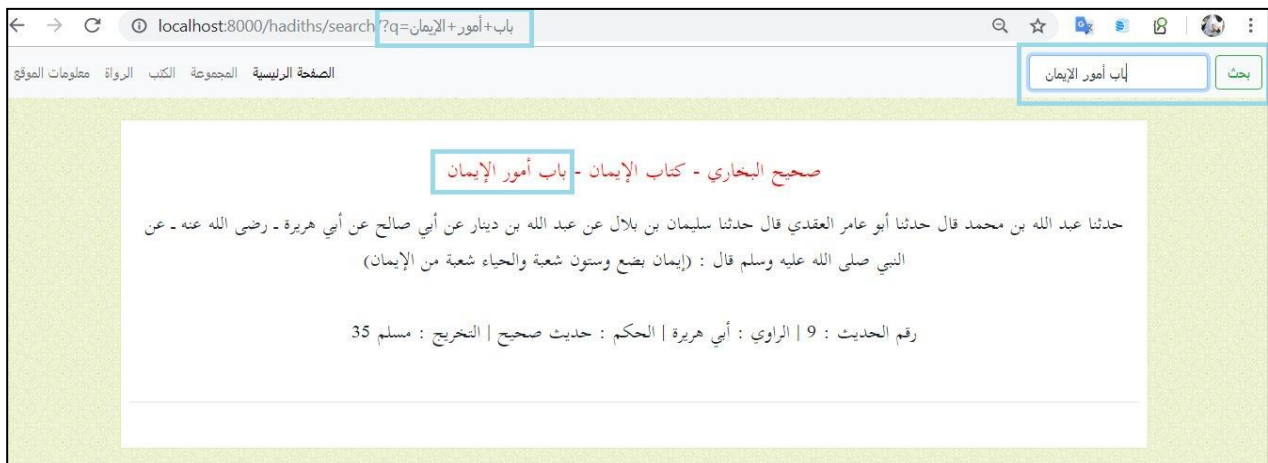 localhost:8000/hadiths/search/?q=باب+أمور+الإيمان
بحث
باب أمور الإيمان
الصفحة الرئيسية المجموعة الكتب الرواة معلومات الموقع
صحيح البخاري - كتاب الإيمان - باب أمور الإيمان
حدثنا عبد الله بن محمد قال حدثنا أبو عامر العقدي قال حدثنا سليمان بن بلال عن عبد الله بن دينار عن أبي صالح عن أبي هريرة ـ رضى الله عنه ـ عن
النبي صلى الله عليه وسلم قال : (إيمان بضع وستون شعبة والحياء شعبة من الإيمان)
رقم الحديث : 9 | الراوي : أبي هريرة | الحكم : حديث صحيح | التخريج : مسلم 35